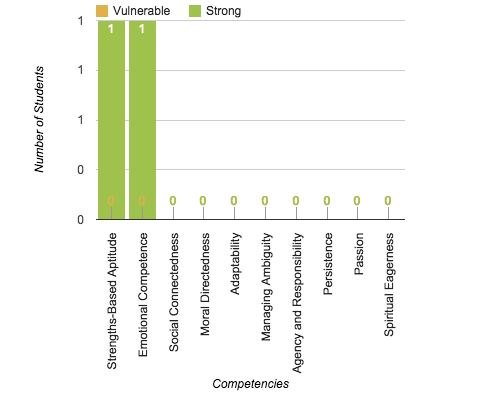 Vulnerable Strong
1
1
1
0
0
1 1
0 0 0 0 0 0 0 0 0 0
Number of Students
Strengths-Based Aptitude
Emotional Competence
Social Connectedness
Moral Directedness
Adaptability
Managing Ambiguity
Agency and Responsibility
Persistence
Passion
Spiritual Eagerness
Competencies